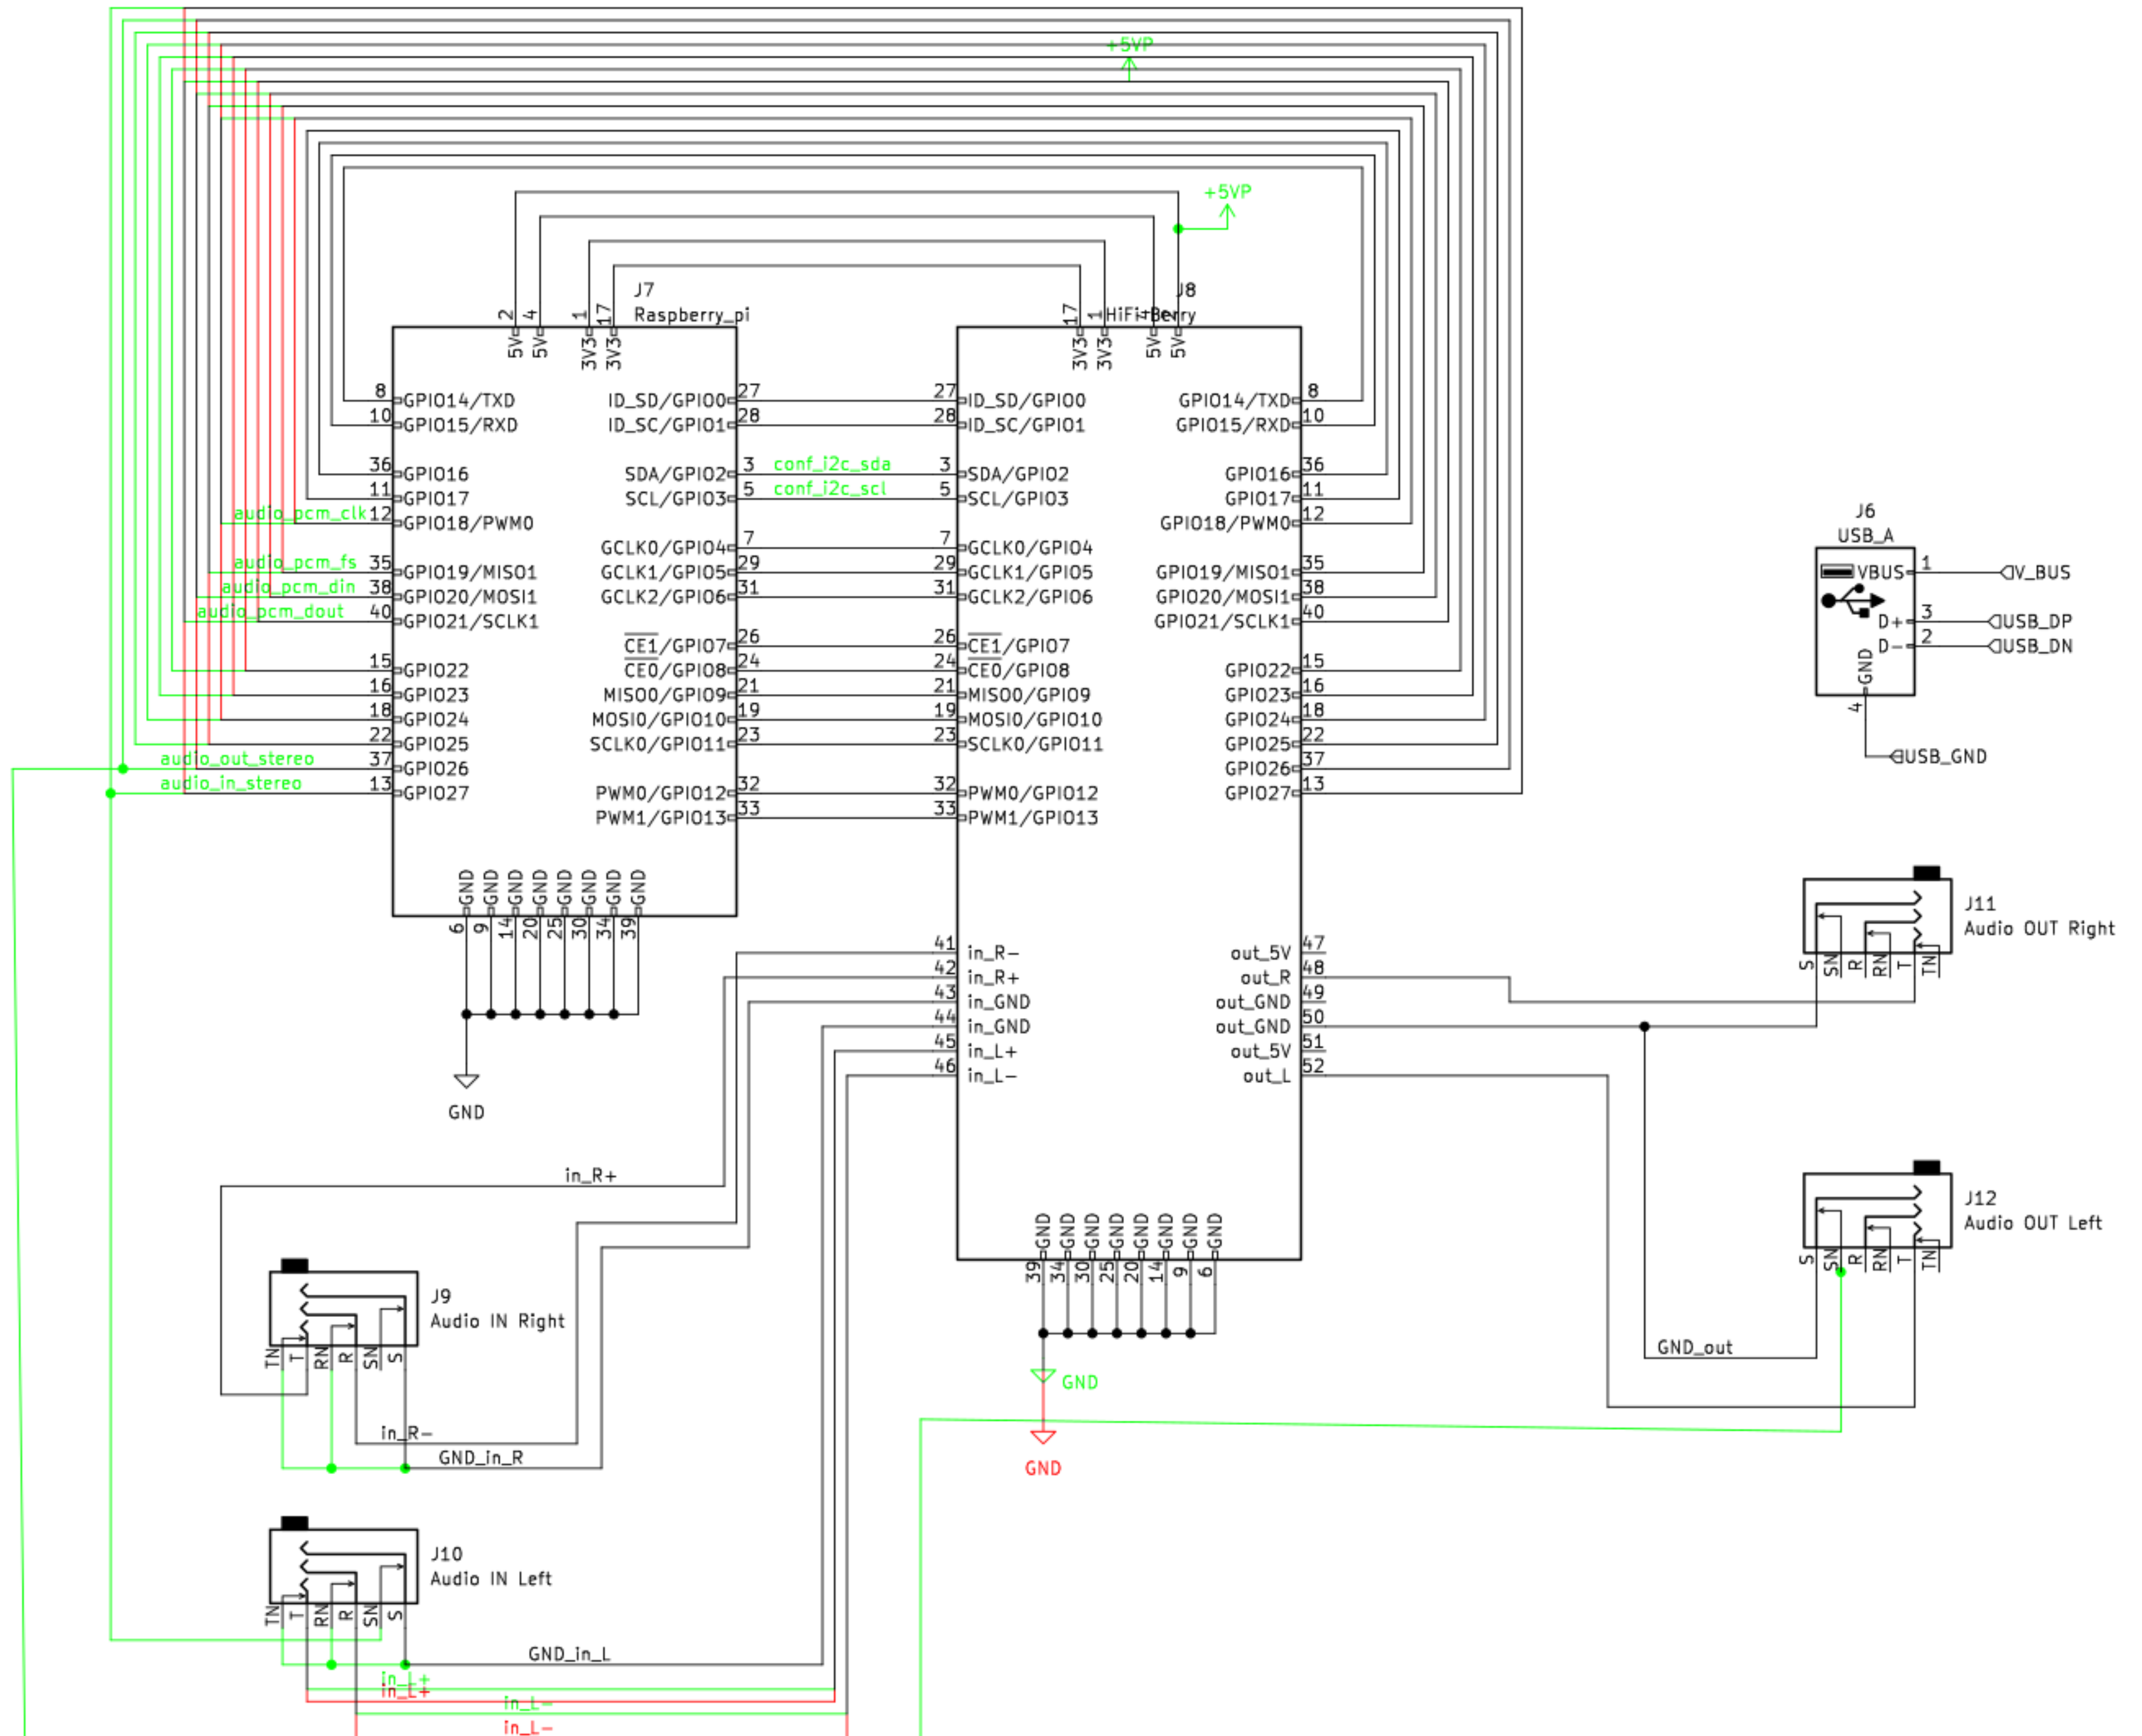 +5VP
+5VP
J7
Raspberry_pi
J8
HiFi-Berry
2 4 1 17
17 1 4 2
5V 5V 3V3 3V3
3V3 3V3 5V 5V
8 GPIO14/TXD ID_SD/GPIO0 27 27 ID_SD/GPIO0 GPIO14/TXD 8
10 GPIO15/RXD ID_SC/GPIO1 28 28 ID_SC/GPIO1 GPIO15/RXD 10
36 GPIO16 SDA/GPIO2 3 conf_i2c_sda 3 SDA/GPIO2 GPIO16 36
11 GPIO17 SCL/GPIO3 5 conf_i2c_scl 5 SCL/GPIO3 GPIO17 11
audio_pcm_clk 12 GPIO18/PWM0 GPIO18/PWM0 12
GCLK0/GPIO4 7 7 GCLK0/GPIO4
audio_pcm_fs 35 GPIO19/MISO1 GCLK1/GPIO5 29 29 GCLK1/GPIO5 GPIO19/MISO1 35
audio_pcm_din 38 GPIO20/MOSI1 GCLK2/GPIO6 31 31 GCLK2/GPIO6 GPIO20/MOSI1 38
audio_pcm_dout 40 GPIO21/SCLK1 GPIO21/SCLK1 40
CE1/GPIO7 26 26 CE1/GPIO7
15 GPIO22 CE0/GPIO8 24 24 CE0/GPIO8 GPIO22 15
16 GPIO23 MISO0/GPIO9 21 21 MISO0/GPIO9 GPIO23 16
18 GPIO24 MOSI0/GPIO10 19 19 MOSI0/GPIO10 GPIO24 18
22 GPIO25 SCLK0/GPIO11 23 23 SCLK0/GPIO11 GPIO25 22
audio_out_stereo 37 GPIO26 GPIO26 37
audio_in_stereo 13 GPIO27 PWM0/GPIO12 32 32 PWM0/GPIO12 GPIO27 13
PWM1/GPIO13 33 33 PWM1/GPIO13
GND GND GND GND GND GND GND GND
6 9 14 20 25 30 34 39
GND
J6
USB_A
VBUS 1 V_BUS
D+ 3 USB_DP
D- 2 USB_DN
GND
4
USB_GND
41 in_R- out_5V 47
42 in_R+ out_R 48
43 in_GND out_GND 49
44 in_GND out_GND 50
45 in_L+ out_5V 51
46 in_L- out_L 52
GND GND GND GND GND GND GND GND
39 34 30 25 20 14 9 6
GND
GND
J11
Audio OUT Right
S SN R RN T TN
J12
Audio OUT Left
S SN R RN T TN
GND_out
in_R+
J9
Audio IN Right
TN T RN R SN S
in_R-
GND_in_R
J10
Audio IN Left
TN T RN R SN S
GND_in_L
in_L+
in_L+
in_L-
in_L-